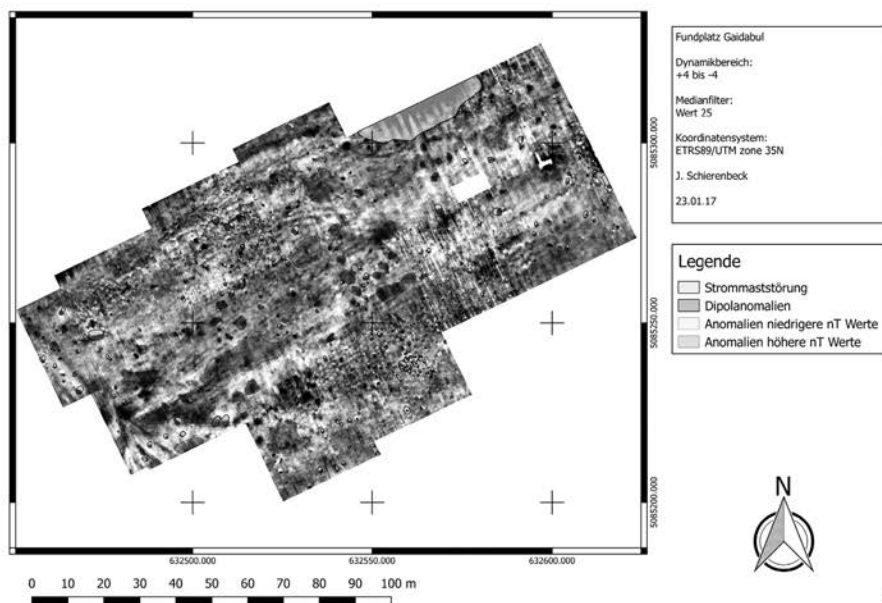 Fundplatz Gaidabul
Dynamikbereich:
+4 bis -4
Medianfilter:
Wert 25
Koordinatensystem:
ETRS89/UTM zone 35N
J. Schierenbeck
23.01.17
Legende
Strommaststörung
Dipolanomalien
Anomalien niedrigere nT Werte
Anomalien höhere nT Werte
5085300.000
5085250.000
5085200.000
632500.000 632550.000 632600.000
0 10 20 30 40 50 60 70 80 90 100 m
N